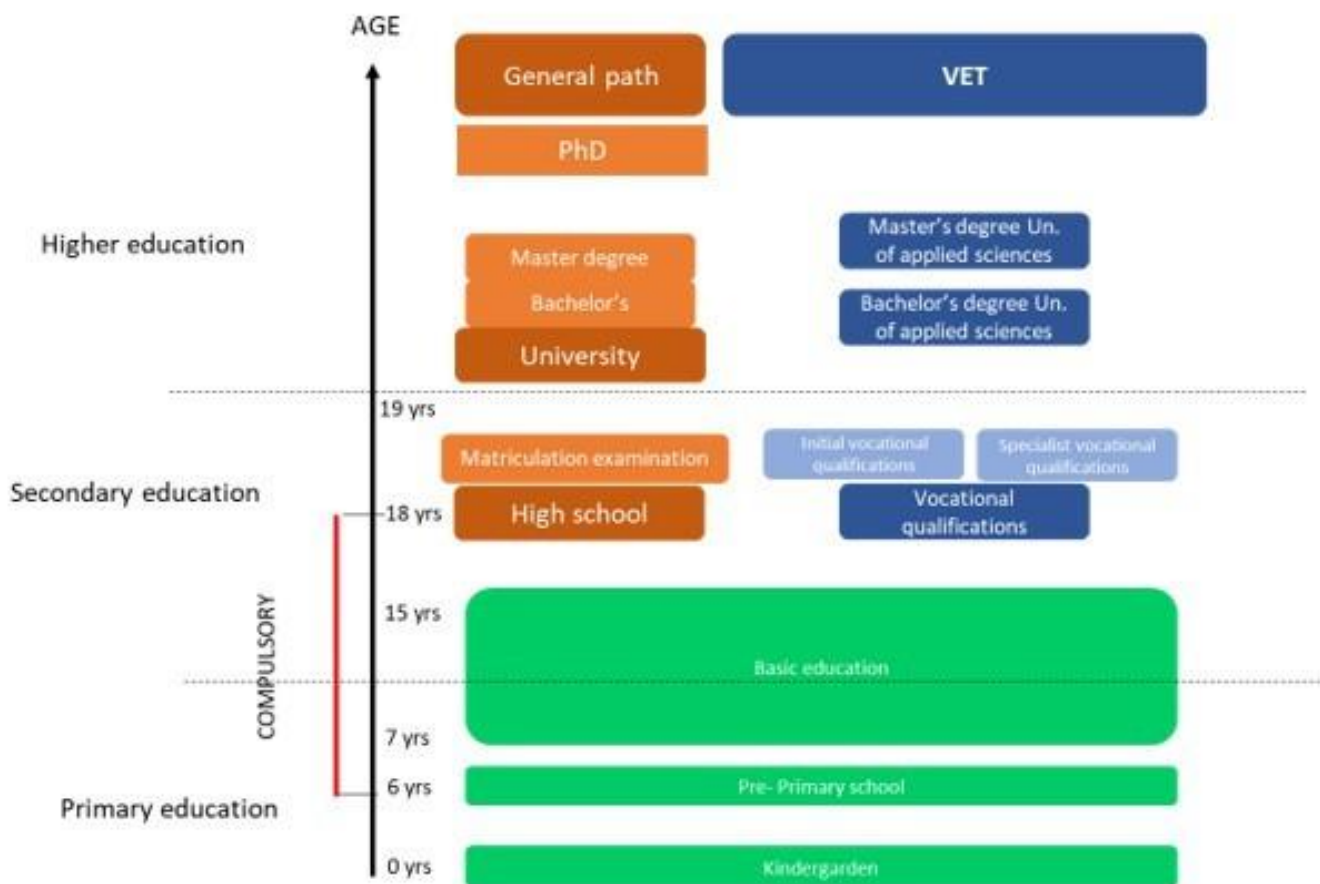 AGE
General path
VET
PhD
Higher education
Master degree
Bachelor's
University
Master's degree Un.
of applied sciences
Bachelor's degree Un.
of applied sciences
19 yrs
Secondary education
Matriculation examination
High school
Initial vocational
qualifications
Specialist vocational
qualifications
Vocational
qualifications
18 yrs
COMPULSORY
15 yrs
Basic education
7 yrs
6 yrs
Pre- Primary school
Primary education
0 yrs
Kindergarden